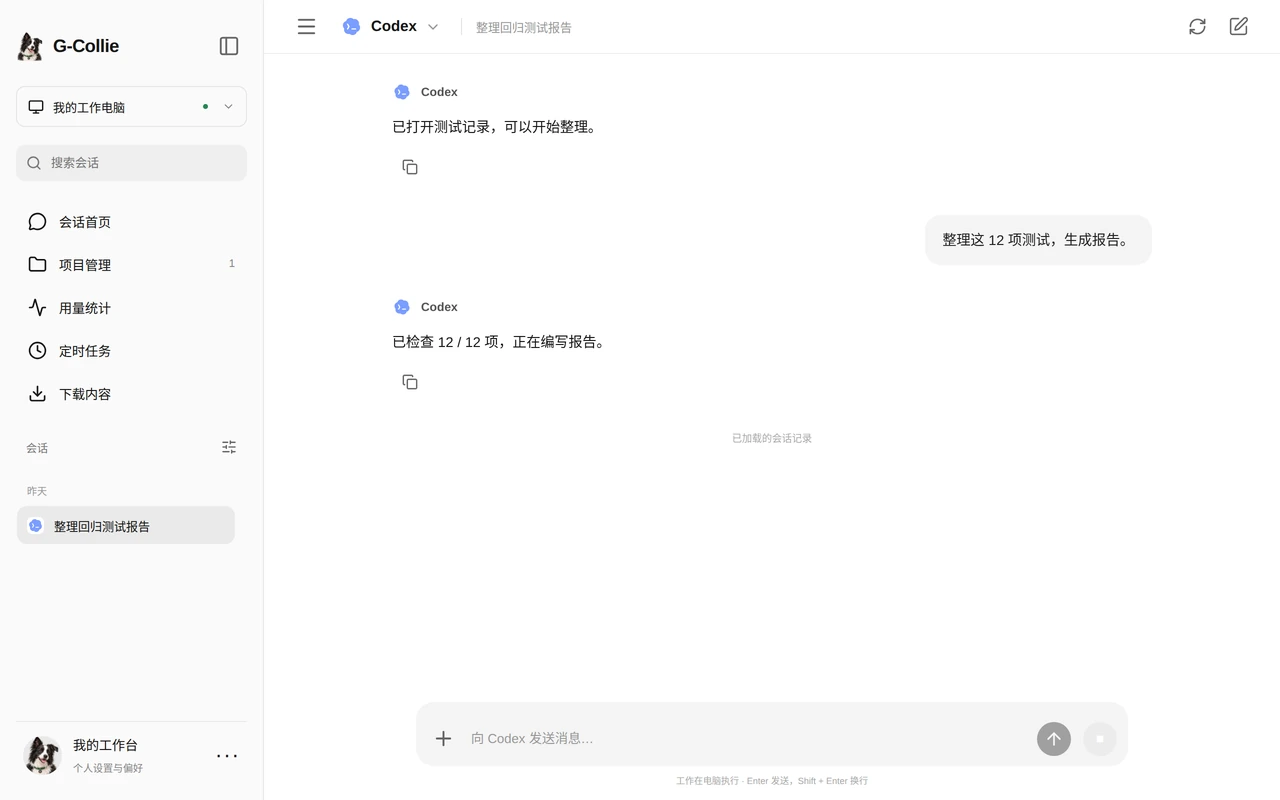 G-Collie
我的工作电脑
搜索会话
会话首页
项目管理 1
用量统计
定时任务
下载内容
会话
昨天
整理回归测试报告
我的工作台
个人设置与偏好
Codex 整理回归测试报告
Codex
已打开测试记录，可以开始整理。
整理这 12 项测试，生成报告。
Codex
已检查 12 / 12 项，正在编写报告。
已加载的会话记录
向 Codex 发送消息…
工作在电脑执行 · Enter 发送，Shift + Enter 换行